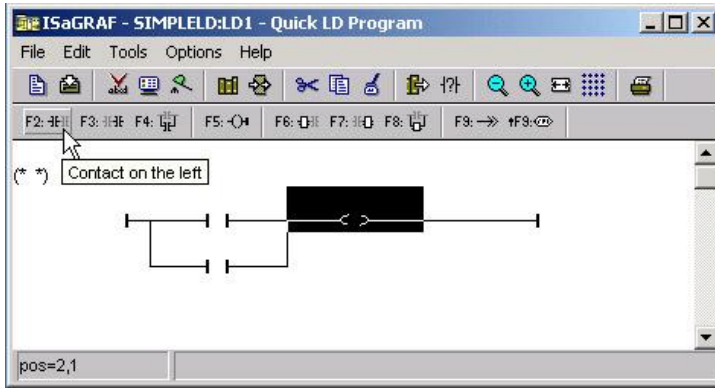 ISaGRAF - SIMPLELD:LD1 - Quick LD Program
File Edit Tools Options Help
F2: F3: F4: F5: F6: F7: F8: F9: F9:
Contact on the left
(* *)
pos=2,1